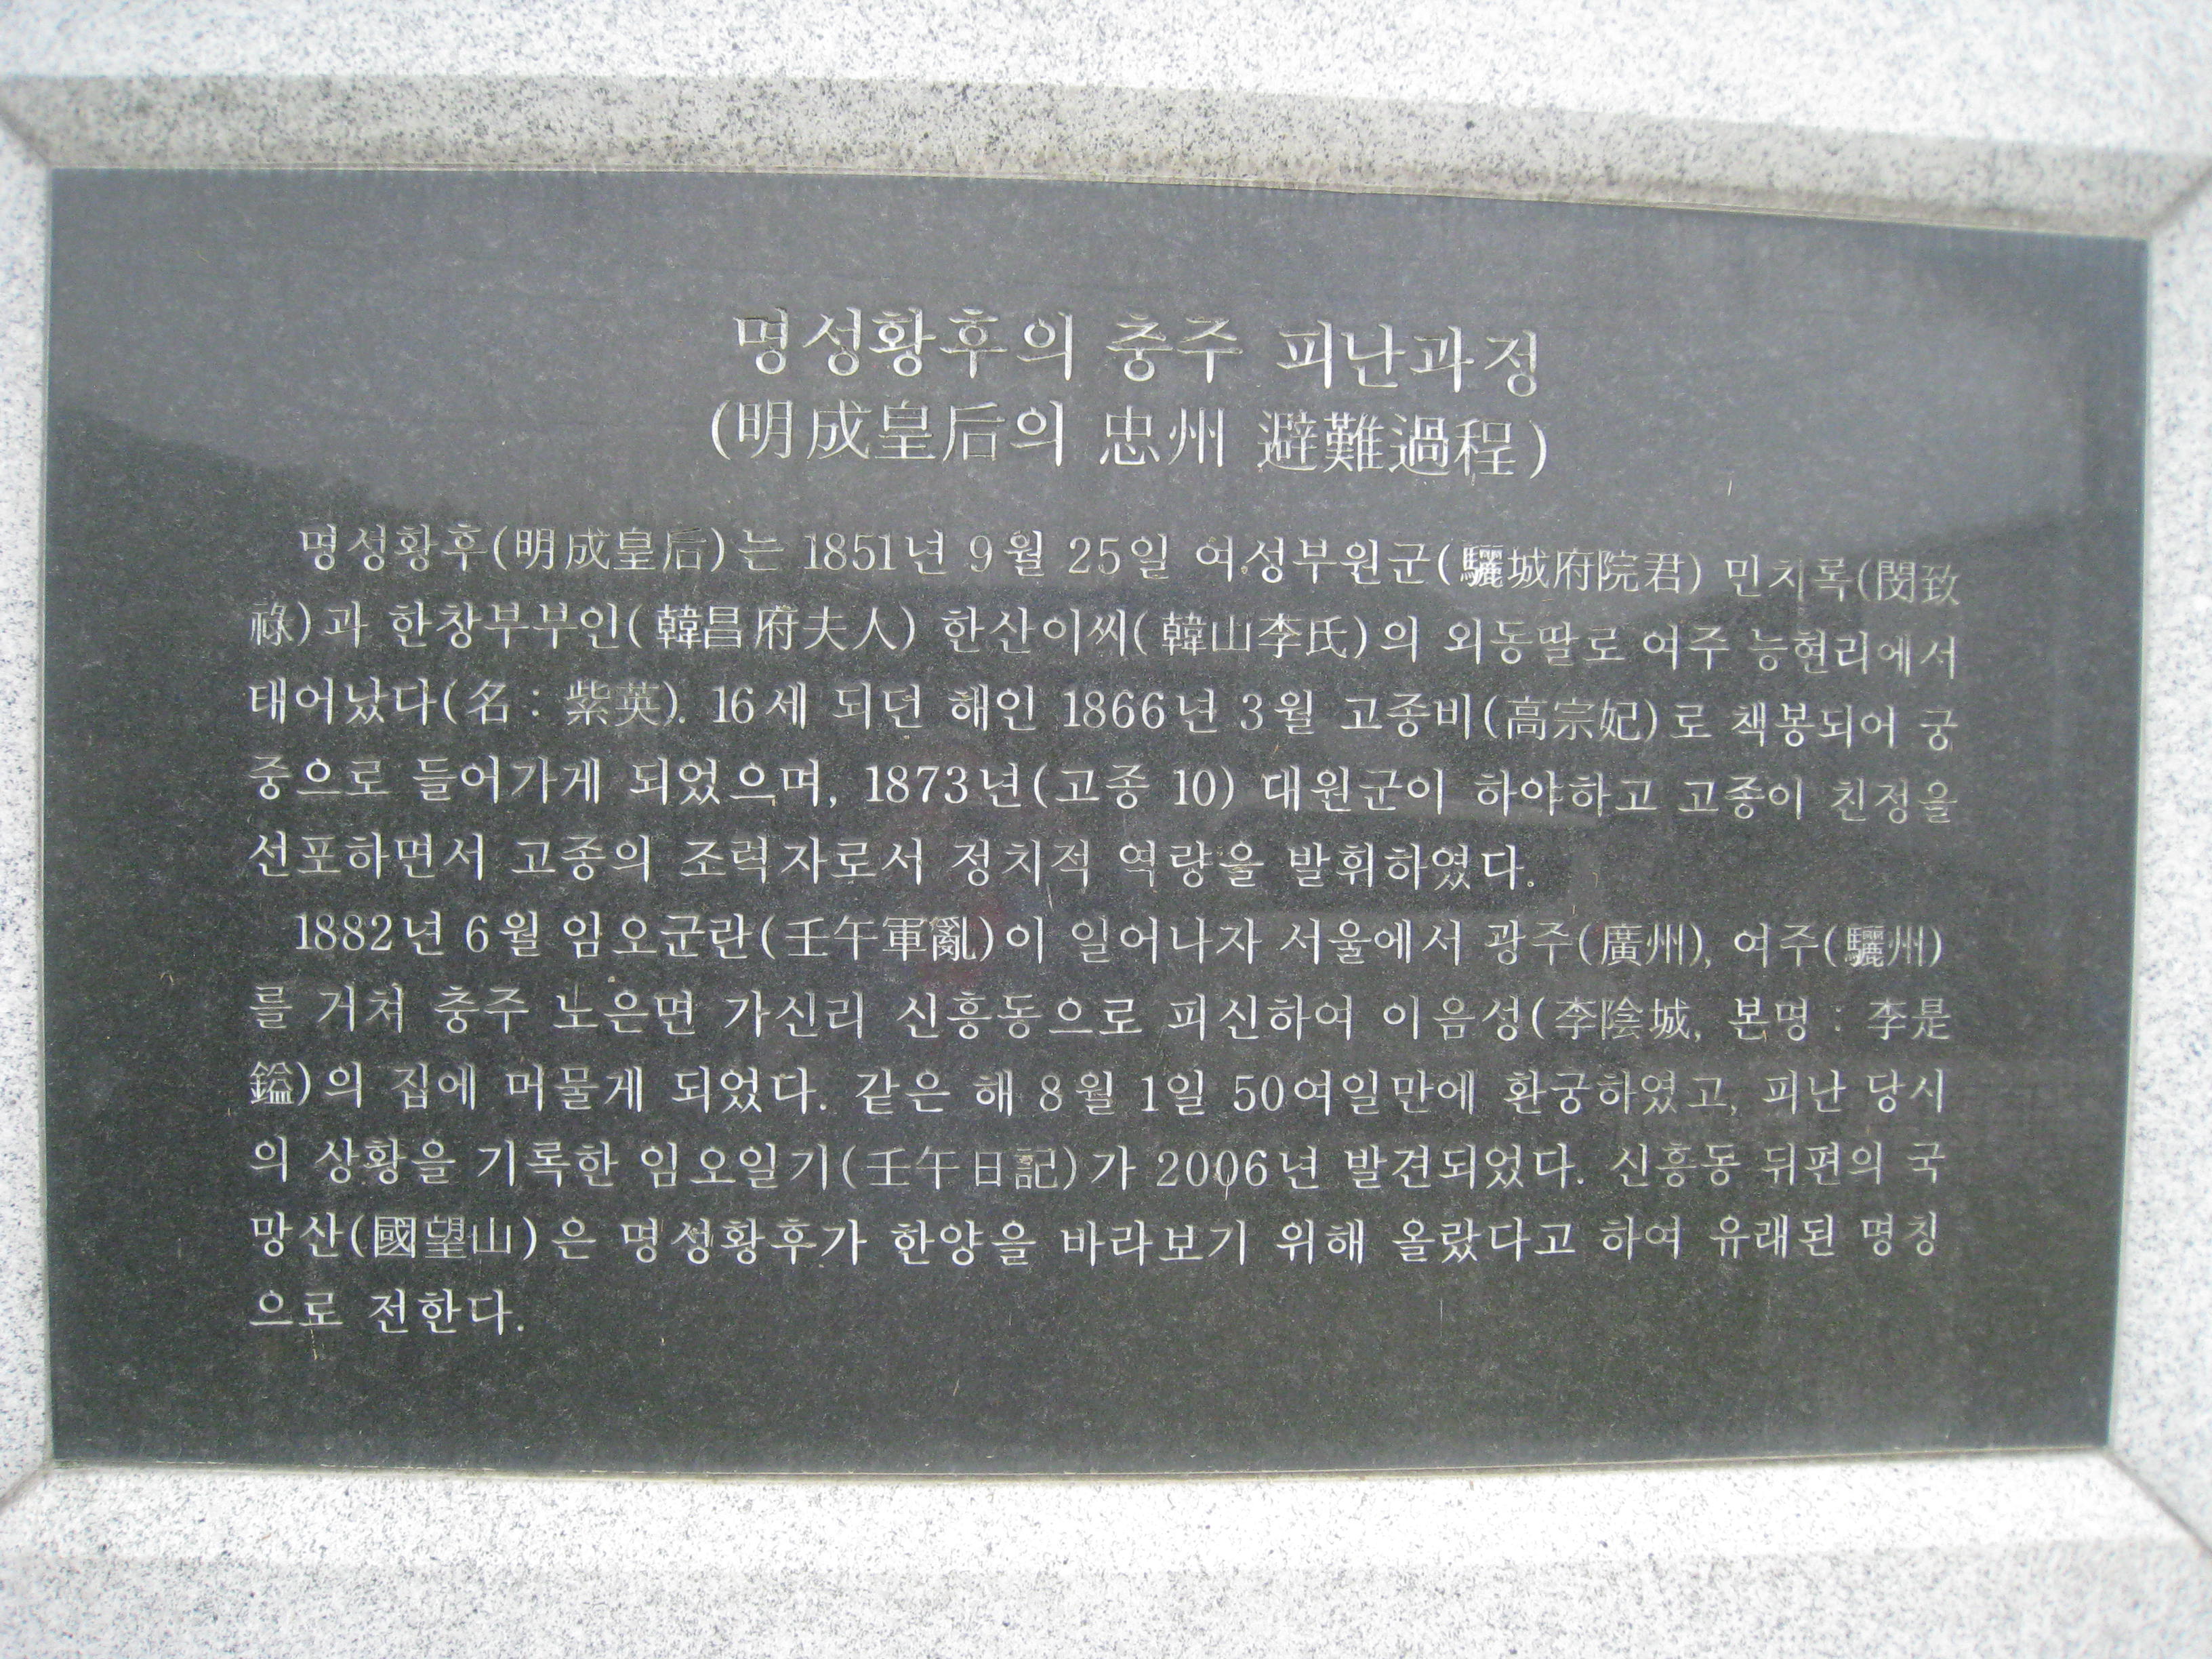 명성황후의 충주 피난과정
(明成皇后의 忠州 避難過程)
명성황후(明成皇后)는 1851년 9월 25일 여성부원군(驪城府院君) 민치록(閔致
祿)과 한창부부인(韓昌府夫人) 한산이씨(韓山李氏)의 외동딸로 여주 능현리에서
태어났다(名 : 紫英). 16세 되던 해인 1866년 3월 고종비(高宗妃)로 책봉되어 궁
중으로 들어가게 되었으며, 1873년(고종 10) 대원군이 하야하고 고종이 친정을
선포하면서 고종의 조력자로서 정치적 역량을 발휘하였다.
1882년 6월 임오군란(壬午軍亂)이 일어나자 서울에서 광주(廣州), 여주(驪州)
를 거쳐 충주 노은면 가신리 신흥동으로 피신하여 이음성(李陰城, 본명 : 李是
鎰)의 집에 머물게 되었다. 같은 해 8월 1일 50여일만에 환궁하였고, 피난 당시
의 상황을 기록한 임오일기(壬午日記)가 2006년 발견되었다. 신흥동 뒤편의 국
망산(國望山)은 명성황후가 한양을 바라보기 위해 올랐다고 하여 유래된 명칭
으로 전한다.